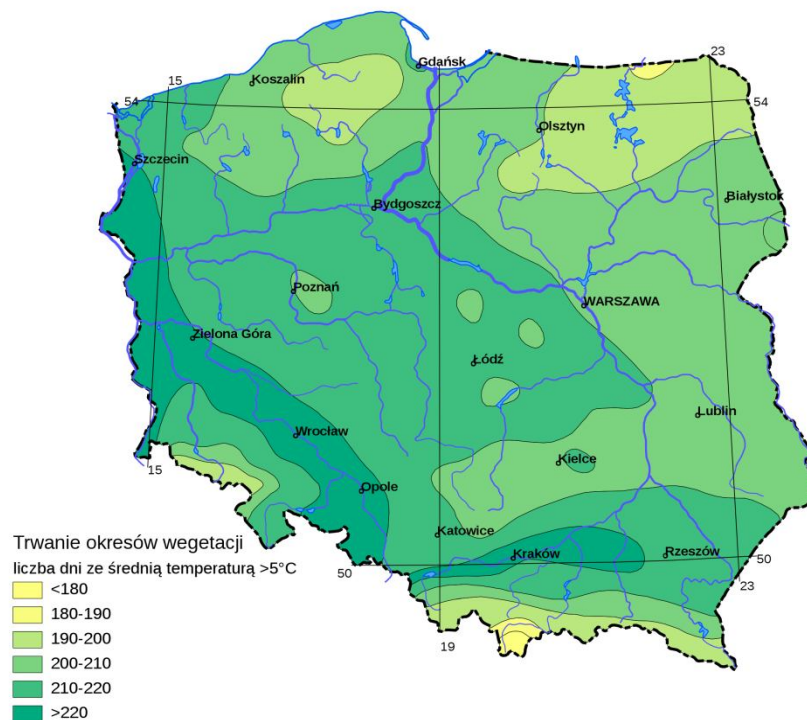 23
Gdańsk
15
Koszalin
54
54
Olsztyn
Szczecin
Białystok
Bydgoszcz
Poznań
WARSZAWA
Zielona Góra
Łódź
Lublin
Wrocław
Kielce
15
Opole
Katowice
Kraków
Rzeszów
50
50
23
19
Trwanie okresów wegetacji
liczba dni ze średnią temperaturą >5°C
<180
180-190
190-200
200-210
210-220
>220